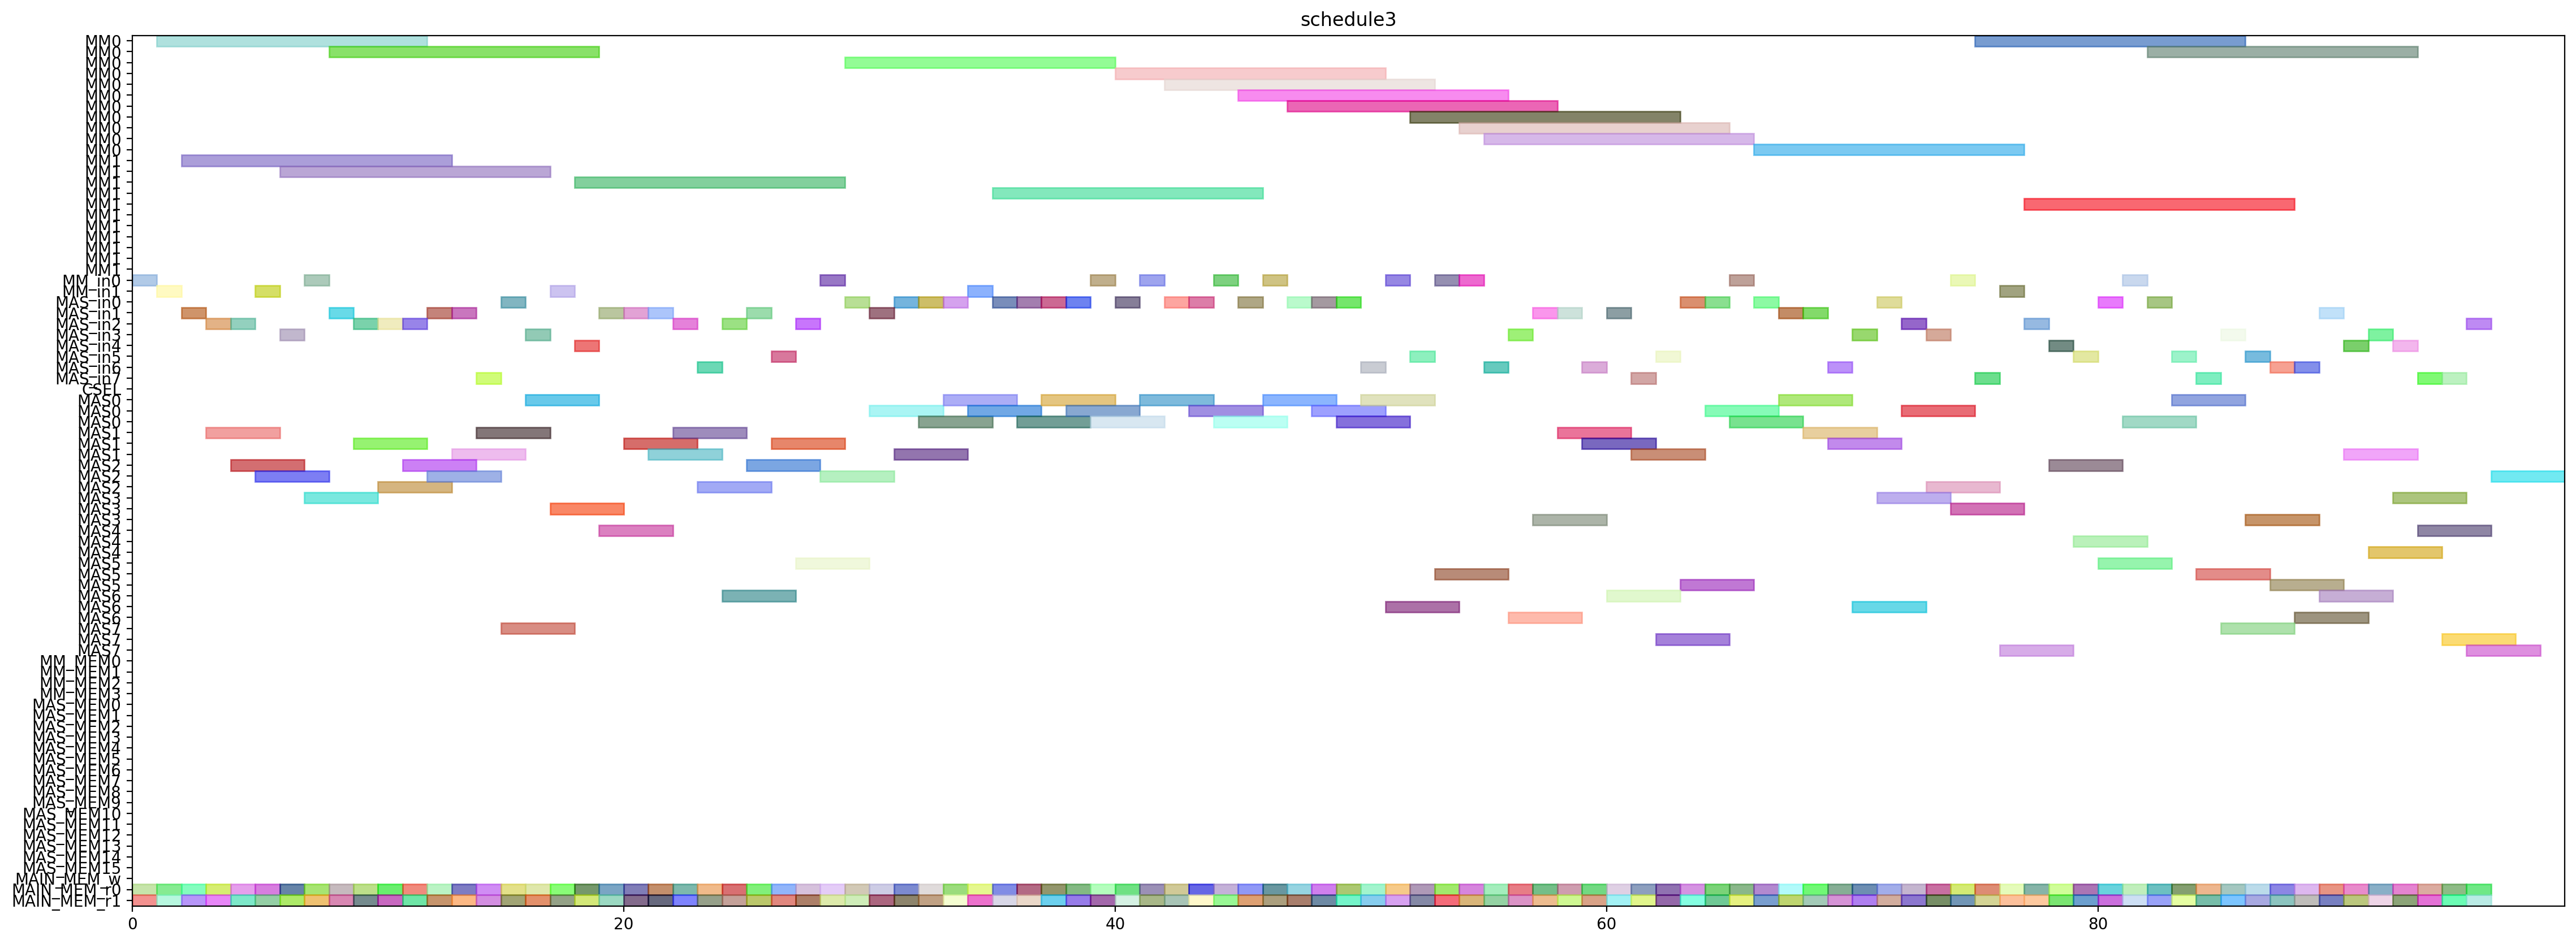 schedule3
MM0
MM0
MM0
MM0
MM0
MM0
MM0
MM0
MM0
MM0
MM0
MM1
MM1
MM1
MM1
MM1
MM1
MM1
MM1
MM1
MM1
MM1
MM_in0
MM_in1
MAS_in0
MAS_in1
MAS_in2
MAS_in3
MAS_in4
MAS_in5
MAS_in6
MAS_in7
CSEL
MAS0
MAS0
MAS0
MAS1
MAS1
MAS1
MAS2
MAS2
MAS2
MAS3
MAS3
MAS3
MAS4
MAS4
MAS4
MAS5
MAS5
MAS5
MAS6
MAS6
MAS6
MAS7
MAS7
MAS7
MM_MEM0
MM_MEM1
MM_MEM2
MM_MEM3
MAS_MEM0
MAS_MEM1
MAS_MEM2
MAS_MEM3
MAS_MEM4
MAS_MEM5
MAS_MEM6
MAS_MEM7
MAS_MEM8
MAS_MEM9
MAS_MEM10
MAS_MEM11
MAS_MEM12
MAS_MEM13
MAS_MEM14
MAS_MEM15
MAIN_MEM_w
MAIN_MEM_r0
MAIN_MEM_r1
0 20 40 60 80